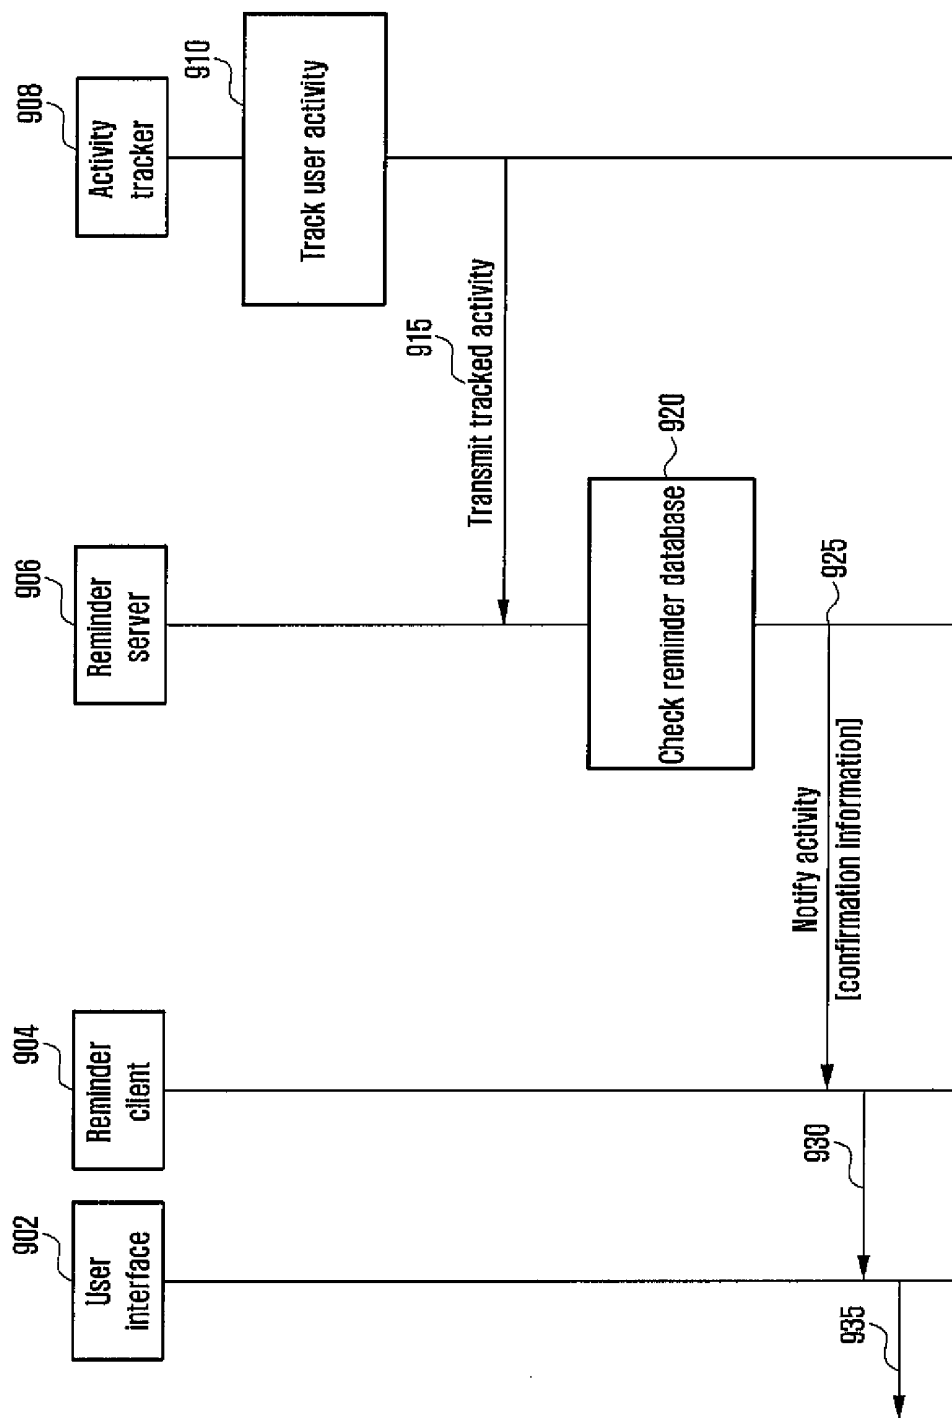 902
User
interface
904
Reminder
client
906
Reminder
server
908
Activity
tracker
910
Track user activity
915
Transmit tracked activity
920
Check reminder database
925
Notify activity
[confirmation information]
930
935